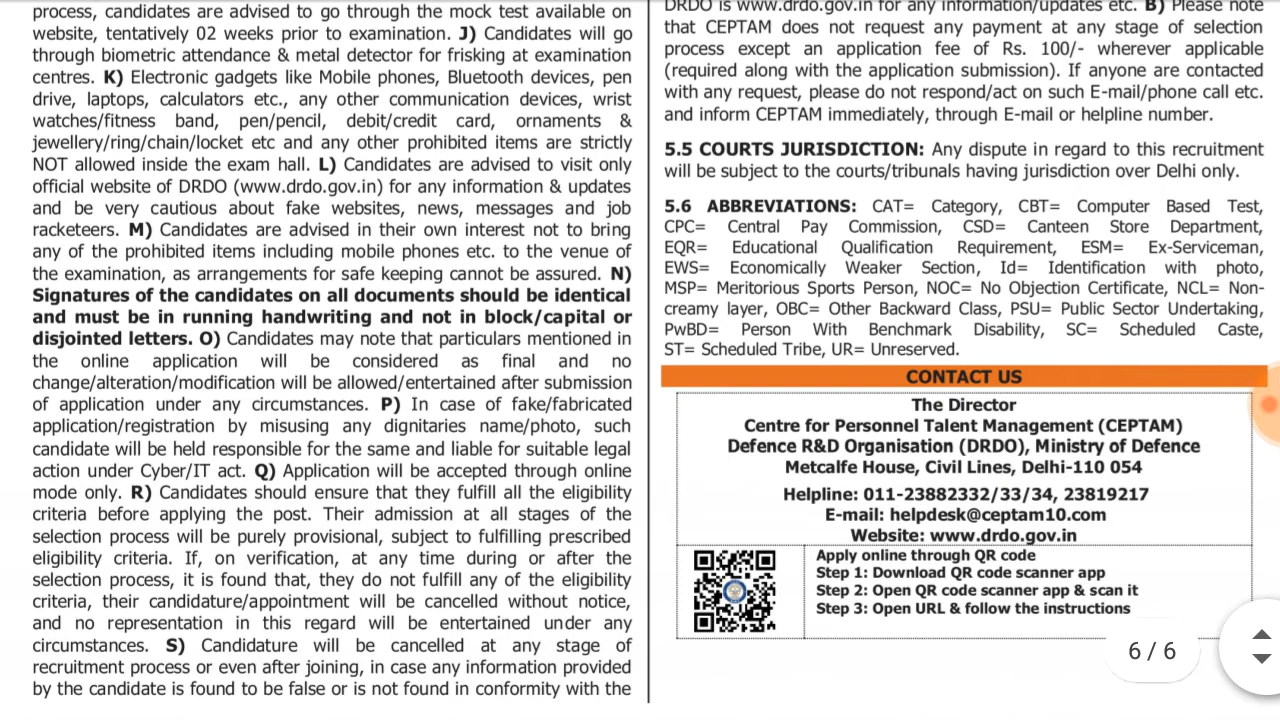 process, candidates are advised to go through the mock test available on
website, tentatively 02 weeks prior to examination. J) Candidates will go
through biometric attendance & metal detector for frisking at examination
centres. K) Electronic gadgets like Mobile phones, Bluetooth devices, pen
drive, laptops, calculators etc., any other communication devices, wrist
watches/fitness band, pen/pencil, debit/credit card, ornaments &
jewellery/ring/chain/locket etc and any other prohibited items are strictly
NOT allowed inside the exam hall. L) Candidates are advised to visit only
official website of DRDO (www.drdo.gov.in) for any information & updates
and be very cautious about fake websites, news, messages and job
racketeers. M) Candidates are advised in their own interest not to bring
any of the prohibited items including mobile phones etc. to the venue of
the examination, as arrangements for safe keeping cannot be assured. N)
Signatures of the candidates on all documents should be identical
and must be in running handwriting and not in block/capital or
disjointed letters. O) Candidates may note that particulars mentioned in
the online application will be considered as final and no
change/alteration/modification will be allowed/entertained after submission
of application under any circumstances. P) In case of fake/fabricated
application/registration by misusing any dignitaries name/photo, such
candidate will be held responsible for the same and liable for suitable legal
action under Cyber/IT act. Q) Application will be accepted through online
mode only. R) Candidates should ensure that they fulfill all the eligibility
criteria before applying the post. Their admission at all stages of the
selection process will be purely provisional, subject to fulfilling prescribed
eligibility criteria. If, on verification, at any time during or after the
selection process, it is found that, they do not fulfill any of the eligibility
criteria, their candidature/appointment will be cancelled without notice,
and no representation in this regard will be entertained under any
circumstances. S) Candidature will be cancelled at any stage of
recruitment process or even after joining, in case any information provided
by the candidate is found to be false or is not found in conformity with the
DRDO is www.drdo.gov.in for any information/updates etc. B) Please note
that CEPTAM does not request any payment at any stage of selection
process except an application fee of Rs. 100/- wherever applicable
(required along with the application submission). If anyone are contacted
with any request, please do not respond/act on such E-mail/phone call etc.
and inform CEPTAM immediately, through E-mail or helpline number.
5.5 COURTS JURISDICTION: Any dispute in regard to this recruitment
will be subject to the courts/tribunals having jurisdiction over Delhi only.
5.6 ABBREVIATIONS: CAT= Category, CBT= Computer Based Test,
CPC= Central Pay Commission, CSD= Canteen Store Department,
EQR= Educational Qualification Requirement, ESM= Ex-Serviceman,
EWS= Economically Weaker Section, Id= Identification with photo,
MSP= Meritorious Sports Person, NOC= No Objection Certificate, NCL= Non-
creamy layer, OBC= Other Backward Class, PSU= Public Sector Undertaking,
PwBD= Person With Benchmark Disability, SC= Scheduled Caste,
ST= Scheduled Tribe, UR= Unreserved.
CONTACT US
The Director
Centre for Personnel Talent Management (CEPTAM)
Defence R&D Organisation (DRDO), Ministry of Defence
Metcalfe House, Civil Lines, Delhi-110 054
Helpline: 011-23882332/33/34, 23819217
E-mail: helpdesk@ceptam10.com
Website: www.drdo.gov.in
Apply online through QR code
Step 1: Download QR code scanner app
Step 2: Open QR code scanner app & scan it
Step 3: Open URL & follow the instructions
6 / 6